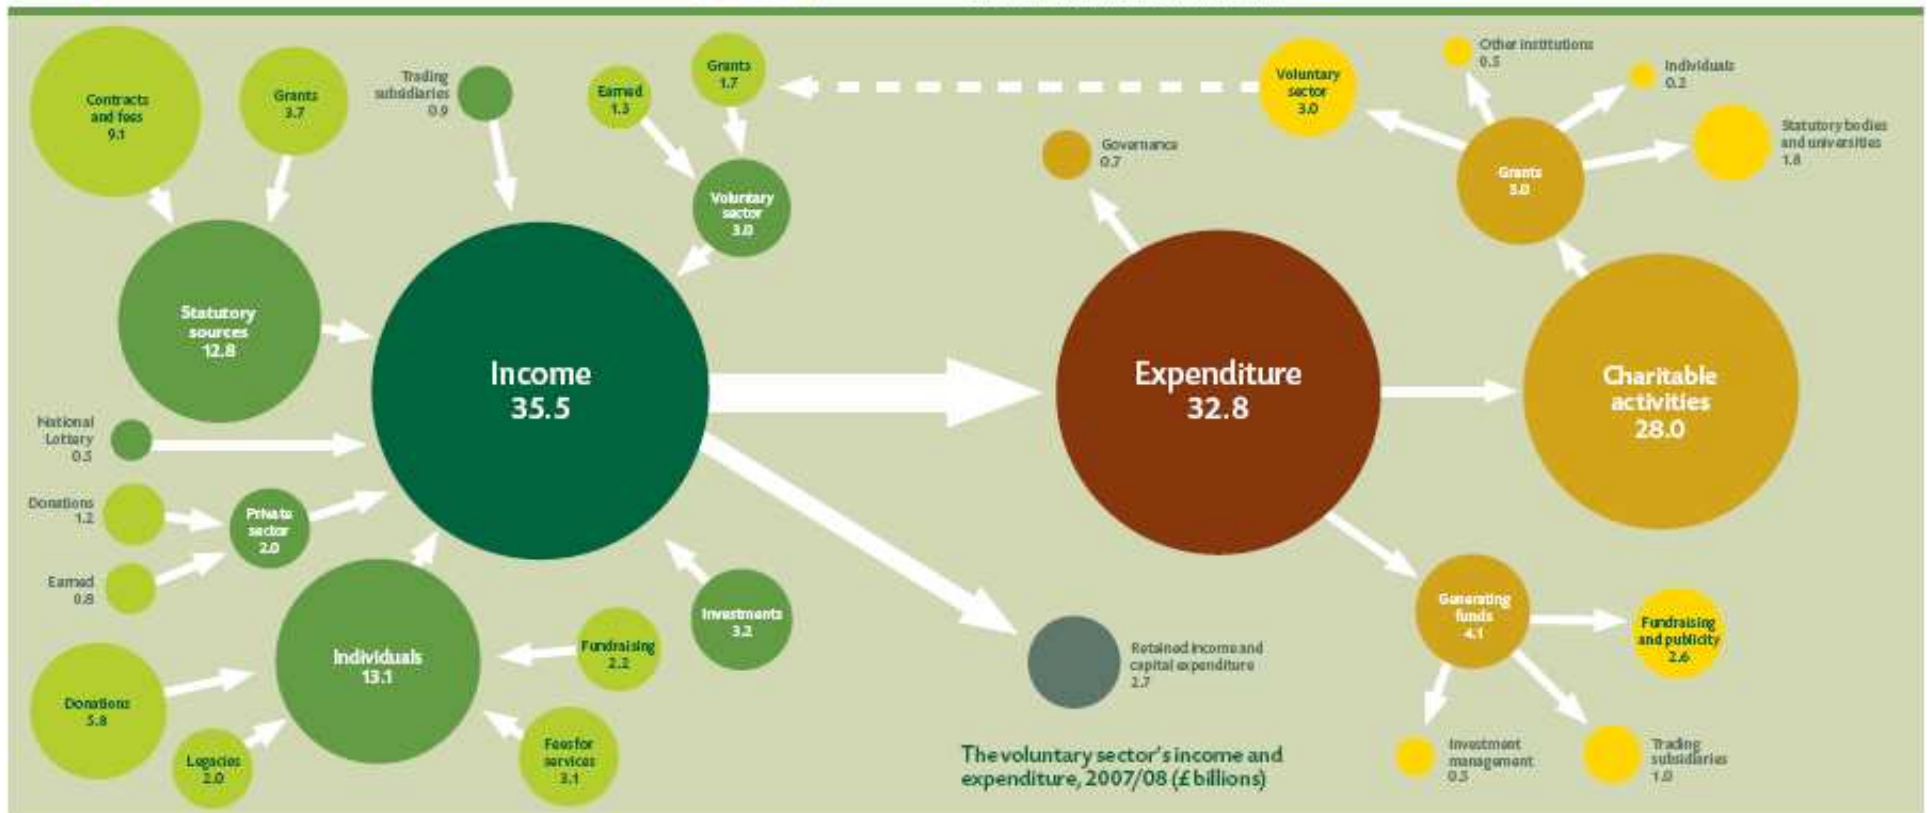 Contracts
and fees
9.1
Grants
3.7
Trading
subsidiaries
0.9
Earned
1.3
Grants
1.7
Voluntary
sector
3.0
Voluntary
sector
3.0
Other institutions
Individuals
0.2
Statutory bodies
and universities
1.8
Governance
0.7
Grants
5.0
Statutory
sources
12.8
Income
35.5
Expenditure
32.8
Charitable
activities
28.0
National
Lottery
0.5
Donations
1.2
Private
sector
2.0
Earned
0.8
Individuals
13.1
Donations
5.8
Legacies
2.0
Fundraising
2.2
Fees for
services
3.1
Investments
3.2
Retained income and
capital expenditure
2.7
Generating
funds
4.1
Fundraising
and publicity
2.6
Investment
management
0.5
Trading
subsidiaries
1.0
The voluntary sector's income and
expenditure, 2007/08 (£ billions)